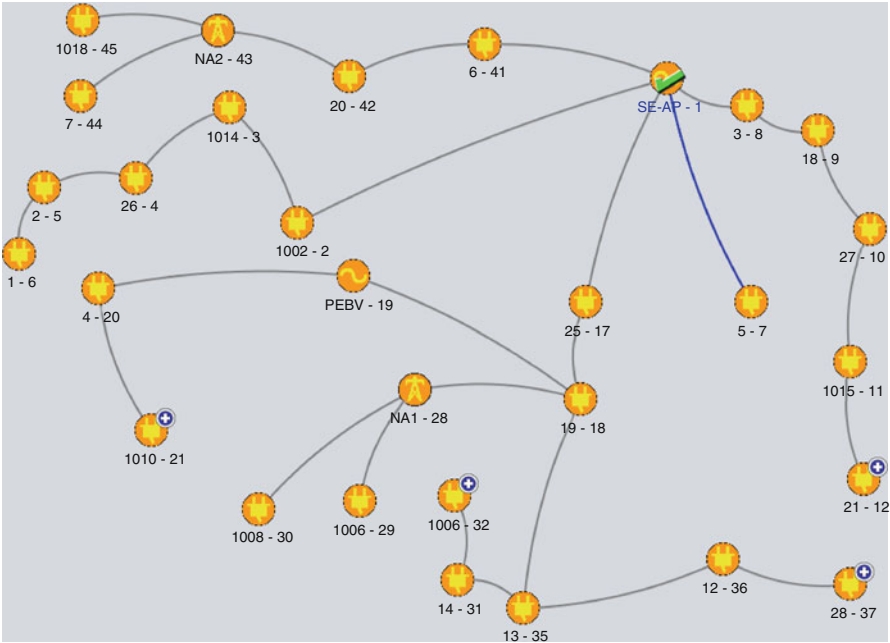 1018 - 45
NA2 - 43
6 - 41
20 - 42
7 - 44
SE-AP - 1
3 - 8
1014 - 3
18 - 9
2 - 5
26 - 4
1002 - 2
27 - 10
1 - 6
PEBV - 19
4 - 20
25 - 17
5 - 7
1015 - 11
NA1 - 28
19 - 18
1010 - 21
21 - 12
1008 - 30
1006 - 29
1006 - 32
12 - 36
14 - 31
28 - 37
13 - 35